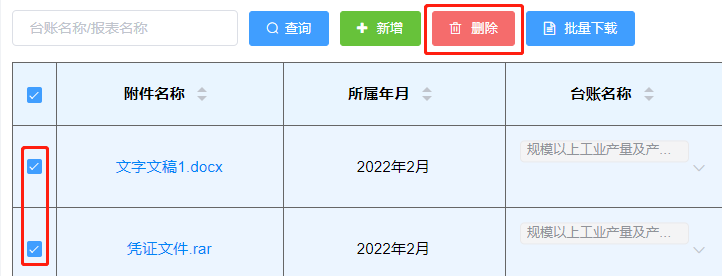 台账名称/报表名称 查询 新增 删除 批量下载
附件名称 所属年月 台账名称
文字文稿1.docx 2022年2月 规模以上工业产量及产...
凭证文件.rar 2022年2月 规模以上工业产量及产...